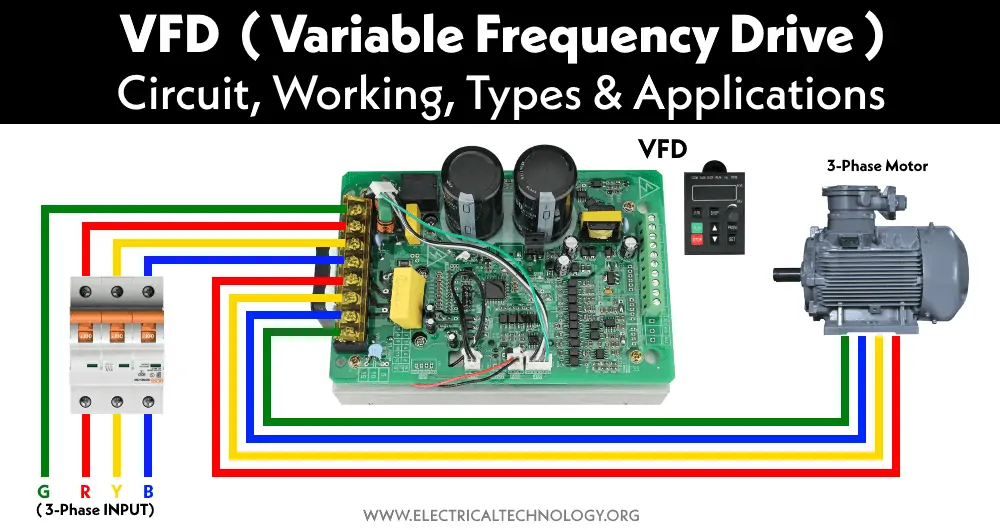 VFD ( Variable Frequency Drive )
Circuit, Working, Types & Applications
VFD
3-Phase Motor
G R Y B
( 3-Phase INPUT)
WWW.ELECTRICALTECHNOLOGY.ORG